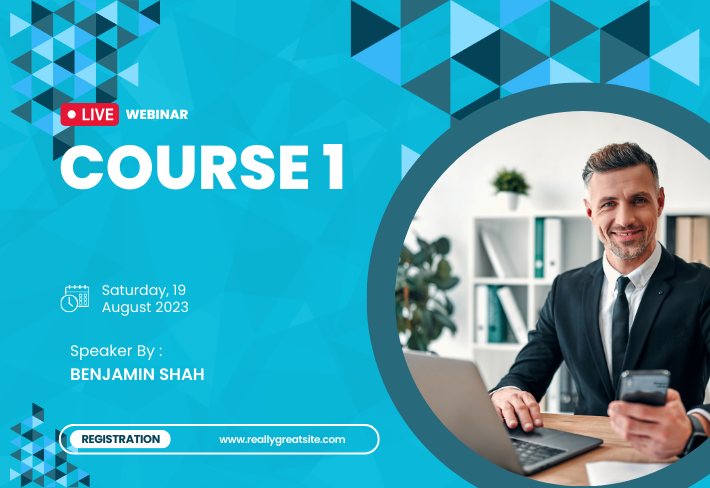 LIVE WEBINAR
COURSE 1
Saturday, 19
August 2023
Speaker By :
BENJAMIN SHAH
REGISTRATION www.reallygreatsite.com